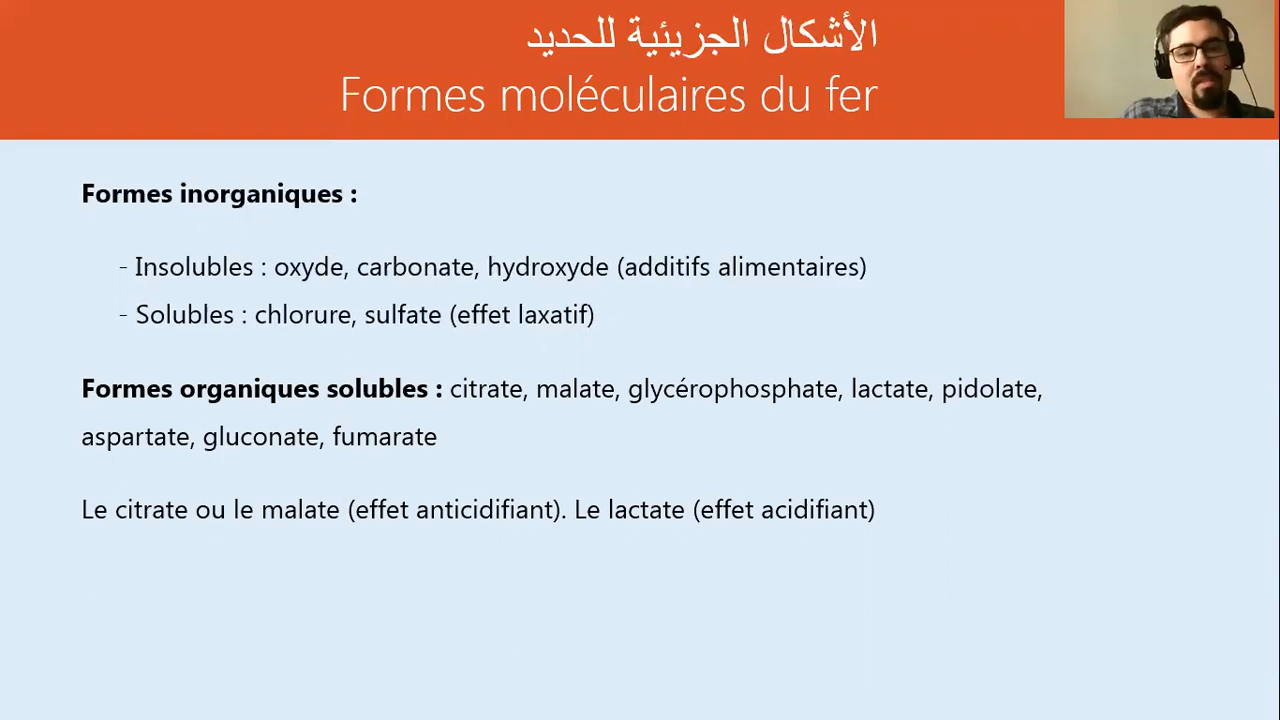 الأشكال الجزيئية للحديد
Formes moléculaires du fer
Formes inorganiques :
- Insolubles : oxyde, carbonate, hydroxyde (additifs alimentaires)
- Solubles : chlorure, sulfate (effet laxatif)
Formes organiques solubles : citrate, malate, glycérophosphate, lactate, pidolate,
aspartate, gluconate, fumarate
Le citrate ou le malate (effet anticidifiant). Le lactate (effet acidifiant)